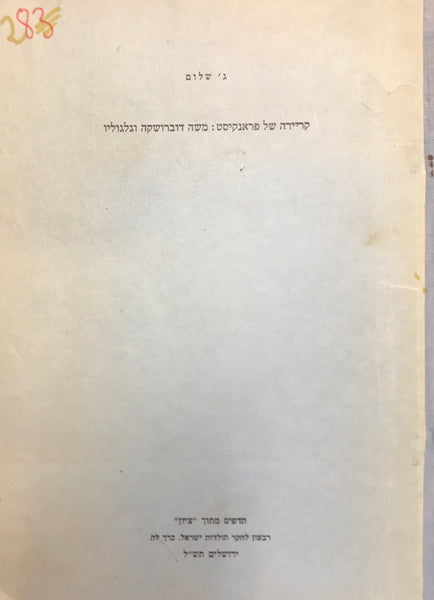 283
ג׳ שלום
קריירה של פראנקיסט: משה דוברושקה וגלגוליו
תדפיס מתוך "ציון"
רבעון לחקר תולדות ישראל, כרך לה
ירושלים תש"ל